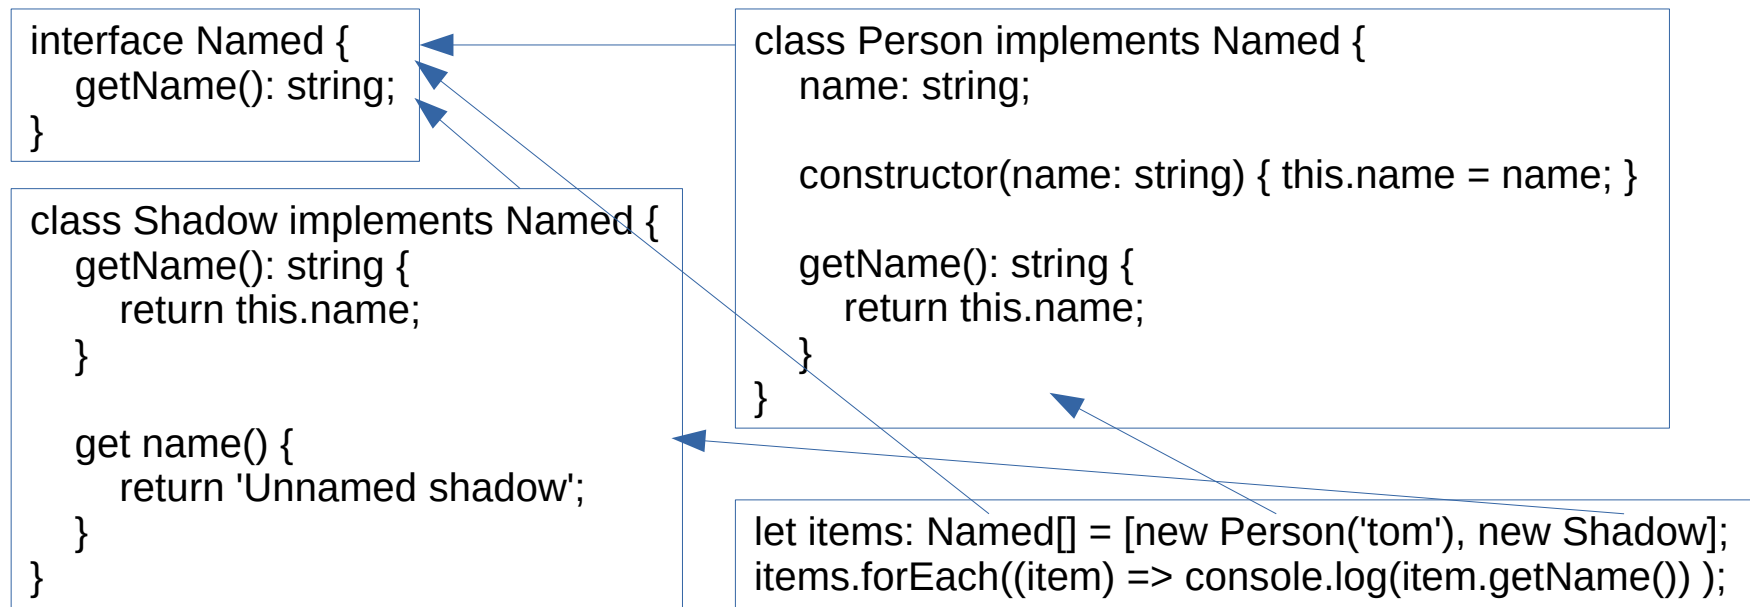 interface Named {
getName(): string;
}
class Shadow implements Named {
getName(): string {
return this.name;
}
get name() {
return 'Unnamed shadow';
}
}
class Person implements Named {
name: string;
constructor(name: string) { this.name = name; }
getName(): string {
return this.name;
}
}
let items: Named[] = [new Person('tom'), new Shadow];
items.forEach((item) => console.log(item.getName()) );